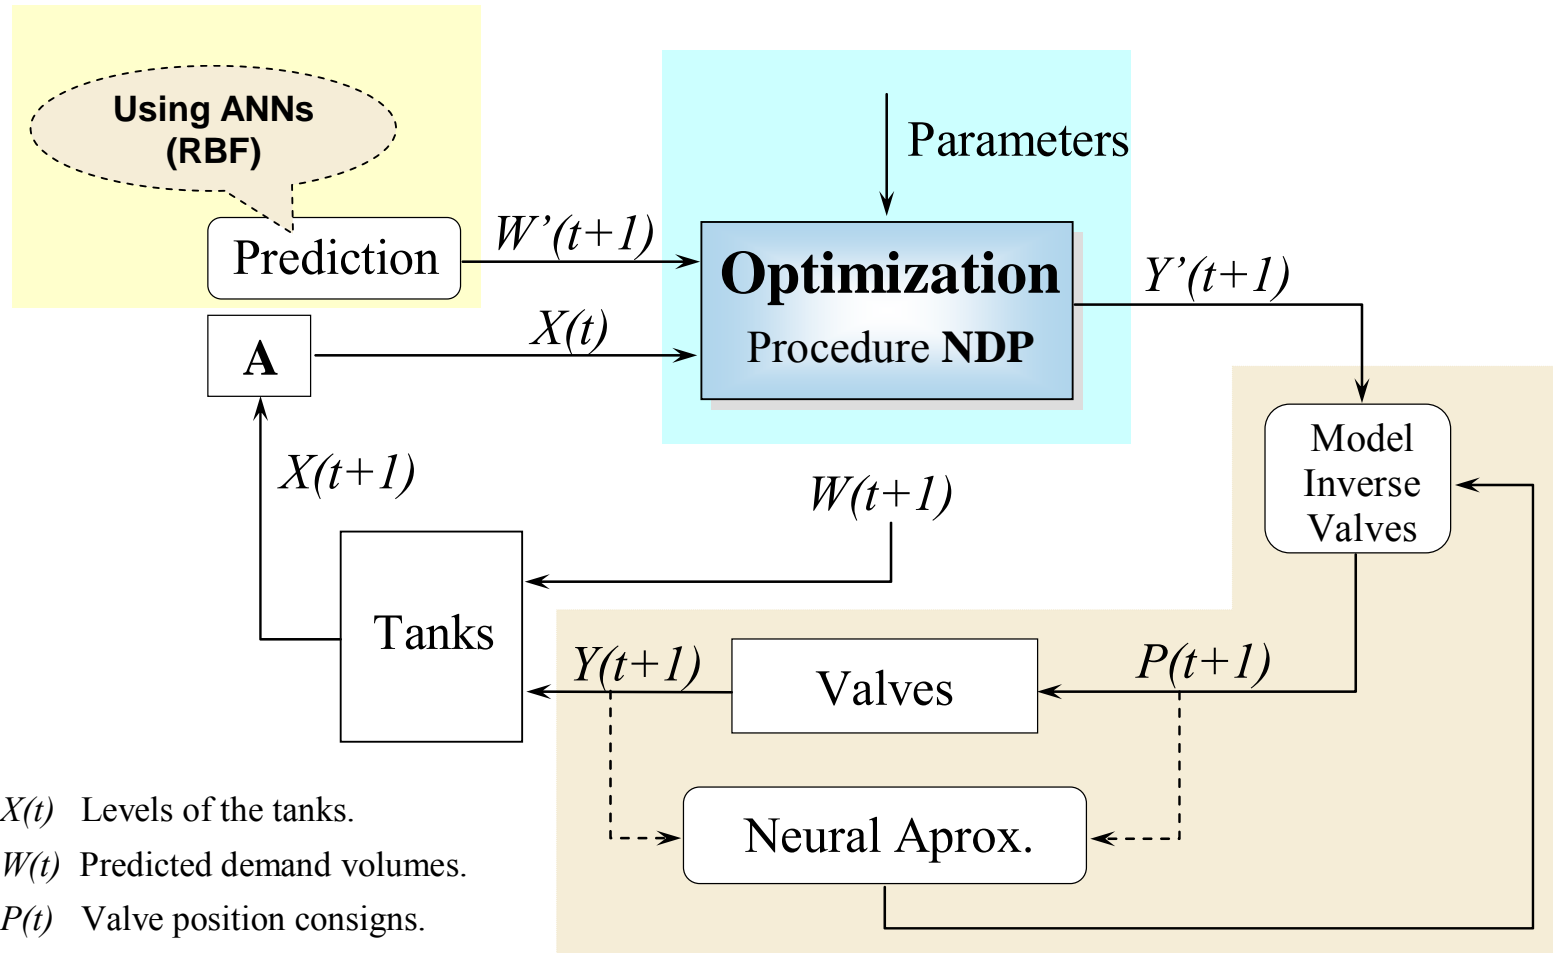 Using ANNs
(RBF)
Parameters
Prediction
W’(t+1)
Optimization
Procedure NDP
Y’(t+1)
A
X(t)
Model
Inverse
Valves
X(t+1)
W(t+1)
Tanks
Y(t+1)
Valves
P(t+1)
Neural Aprox.
X(t) Levels of the tanks.
W(t) Predicted demand volumes.
P(t) Valve position consigns.